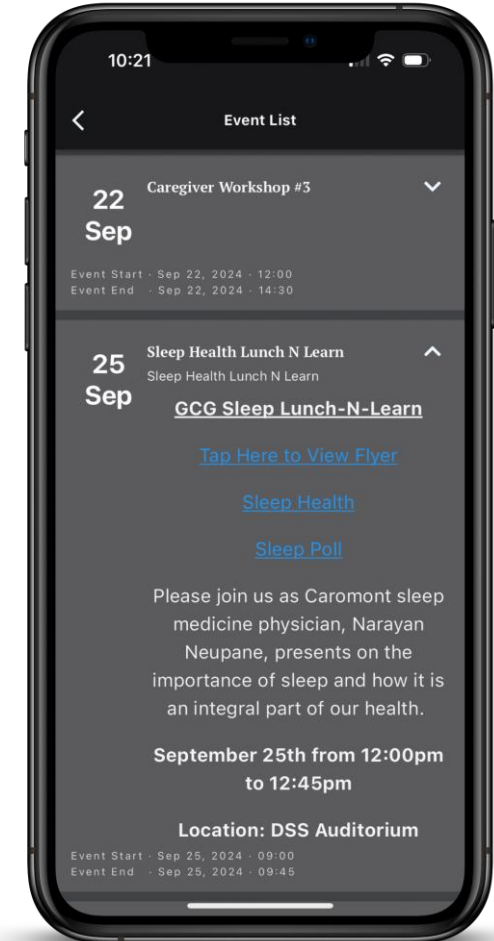 10:21
Event List
22
Sep
Caregiver Workshop #3
Event Start · Sep 22, 2024 · 12:00
Event End · Sep 22, 2024 · 14:30
25
Sep
Sleep Health Lunch N Learn
Sleep Health Lunch N Learn
GCG Sleep Lunch-N-Learn
Tap Here to View Flyer
Sleep Health
Sleep Poll
Please join us as Caromont sleep
medicine physician, Narayan
Neupane, presents on the
importance of sleep and how it is
an integral part of our health.
September 25th from 12:00pm
to 12:45pm
Location: DSS Auditorium
Event Start · Sep 25, 2024 · 09:00
Event End · Sep 25, 2024 · 09:45